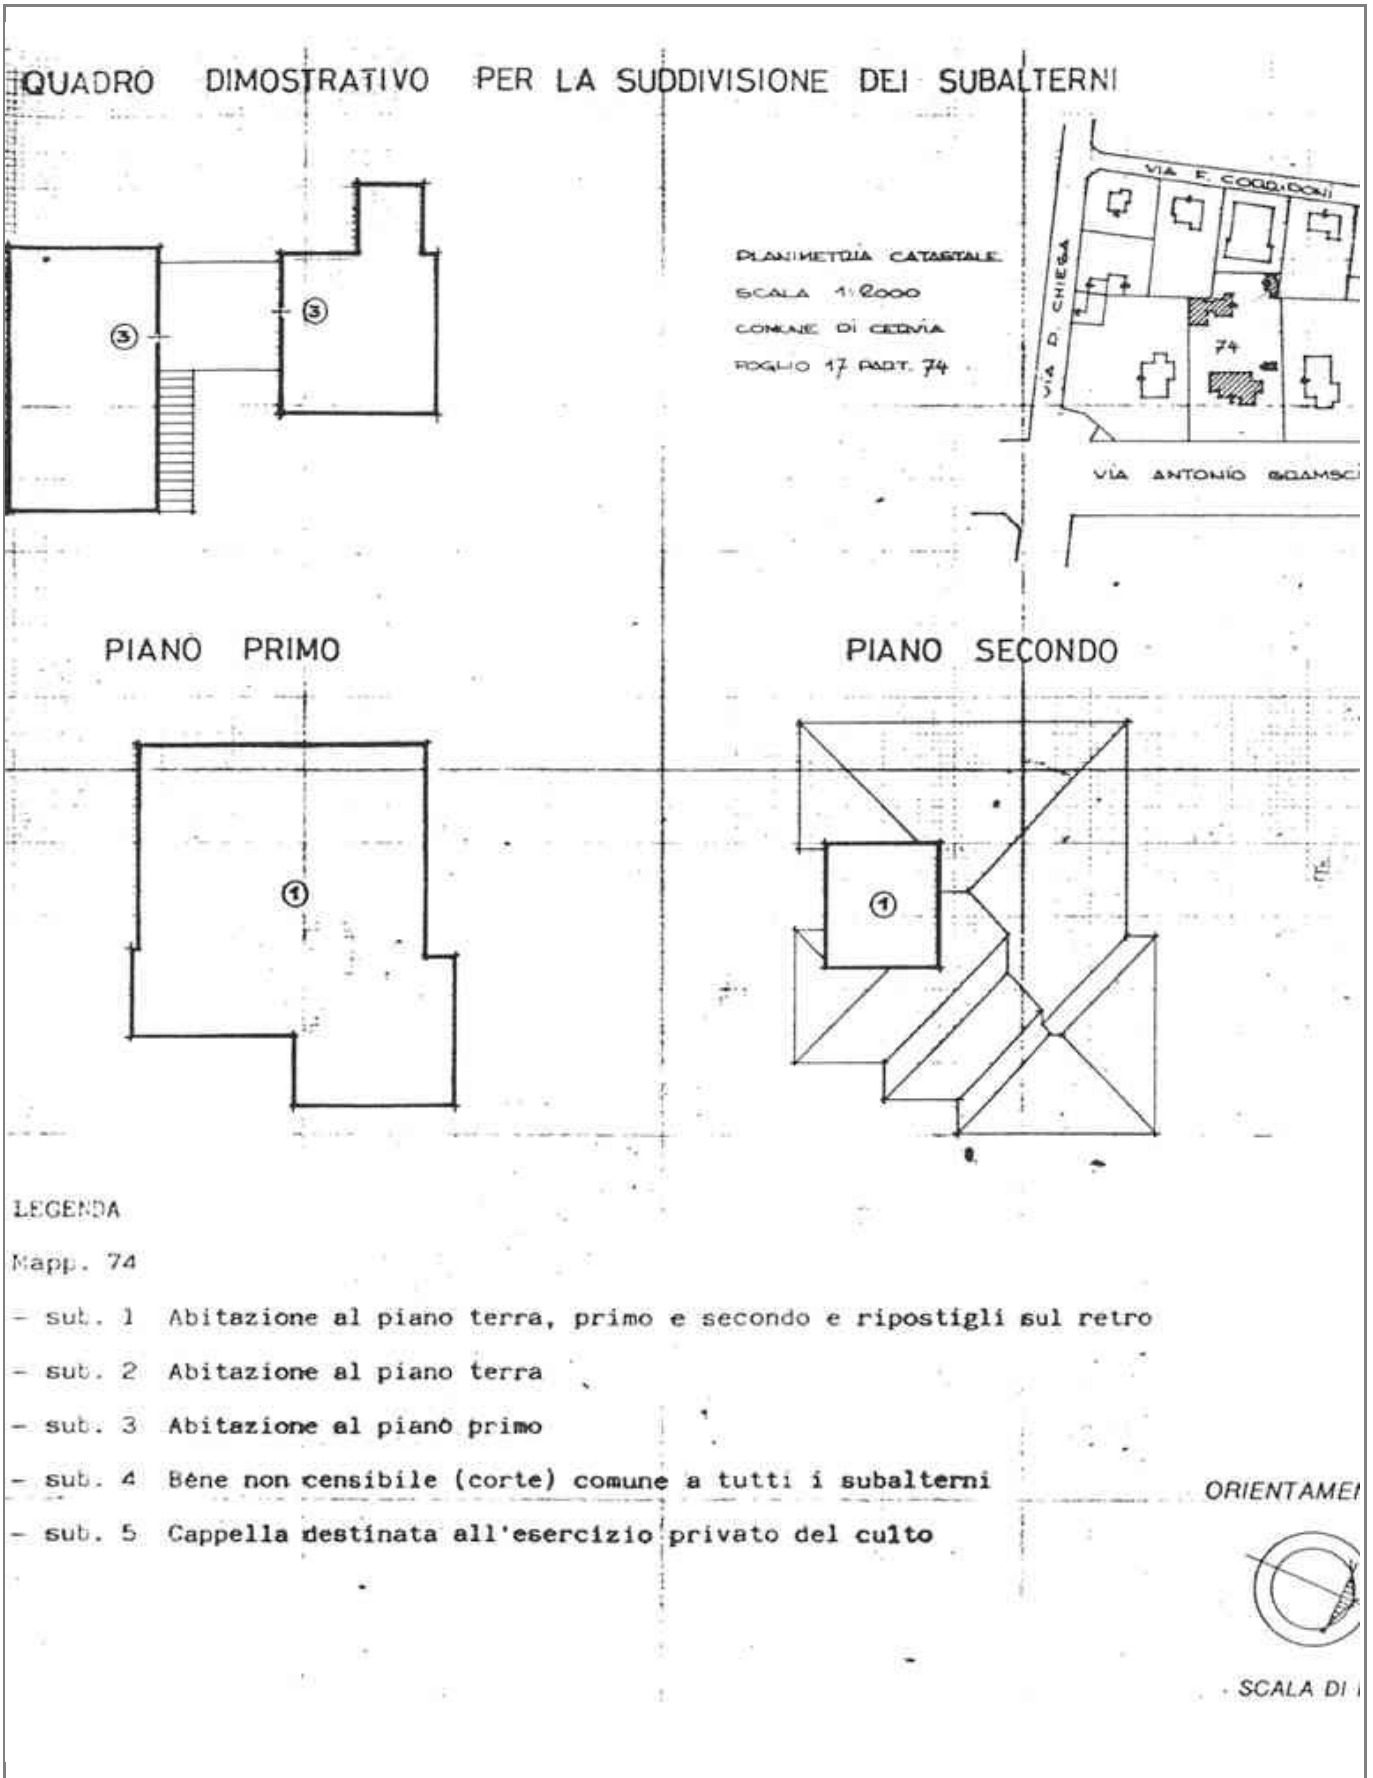 QUADRO DIMOSTRATIVO PER LA SUDDIVISIONE DEI SUBALTERNI
VIA F. CORRIDONI
VIA D. CHIESA
74
VIA ANTONIO GRAMSCI
PLANIMETRIA CATASTALE
SCALA 1:2000
COMUNE DI CERVIA
FOGLIO 17 PART. 74
3
3
PIANO PRIMO
PIANO SECONDO
1
1
LEGENDA
Mapp. 74
- sub. 1 Abitazione al piano terra, primo e secondo e ripostigli sul retro
- sub. 2 Abitazione al piano terra
- sub. 3 Abitazione al piano primo
- sub. 4 Bene non censibile (corte) comune a tutti i subalterni
- sub. 5 Cappella destinata all'esercizio privato del culto
ORIENTAMEN
SCALA DI